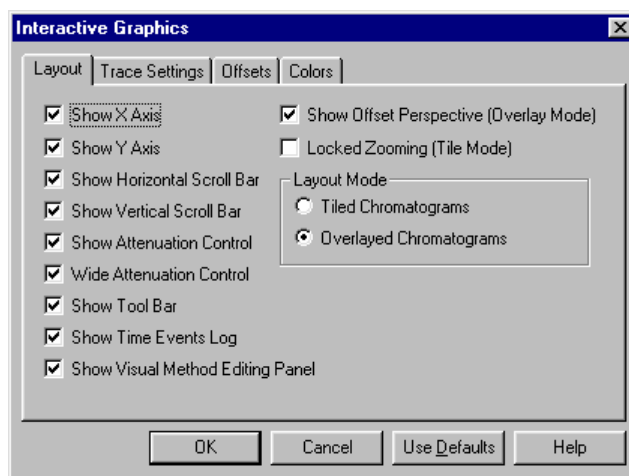 Interactive Graphics
Layout Trace Settings Offsets Colors
Show X Axis
Show Y Axis
Show Horizontal Scroll Bar
Show Vertical Scroll Bar
Show Attenuation Control
Wide Attenuation Control
Show Tool Bar
Show Time Events Log
Show Visual Method Editing Panel
Show Offset Perspective (Overlay Mode)
Locked Zooming (Tile Mode)
Layout Mode
Tiled Chromatograms
Overlayed Chromatograms
OK Cancel Use Defaults Help